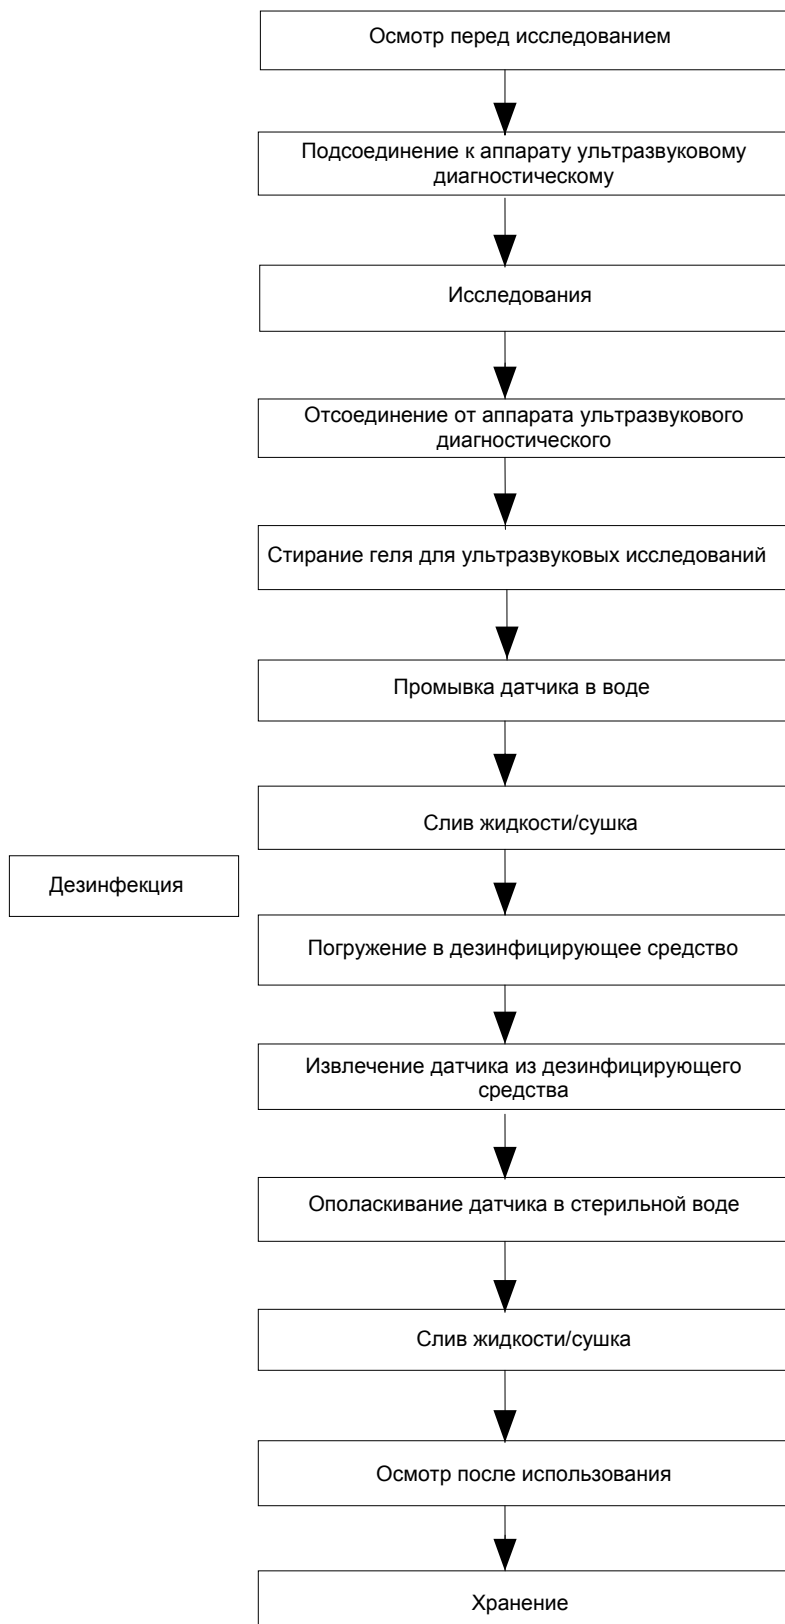 Осмотр перед исследованием
Подсоединение к аппарату ультразвуковому
диагностическому
Исследования
Отсоединение от аппарата ультразвукового
диагностического
Стирание геля для ультразвуковых исследований
Промывка датчика в воде
Слив жидкости/сушка
Дезинфекция
Погружение в дезинфицирующее средство
Извлечение датчика из дезинфицирующего
средства
Ополаскивание датчика в стерильной воде
Слив жидкости/сушка
Осмотр после использования
Хранение